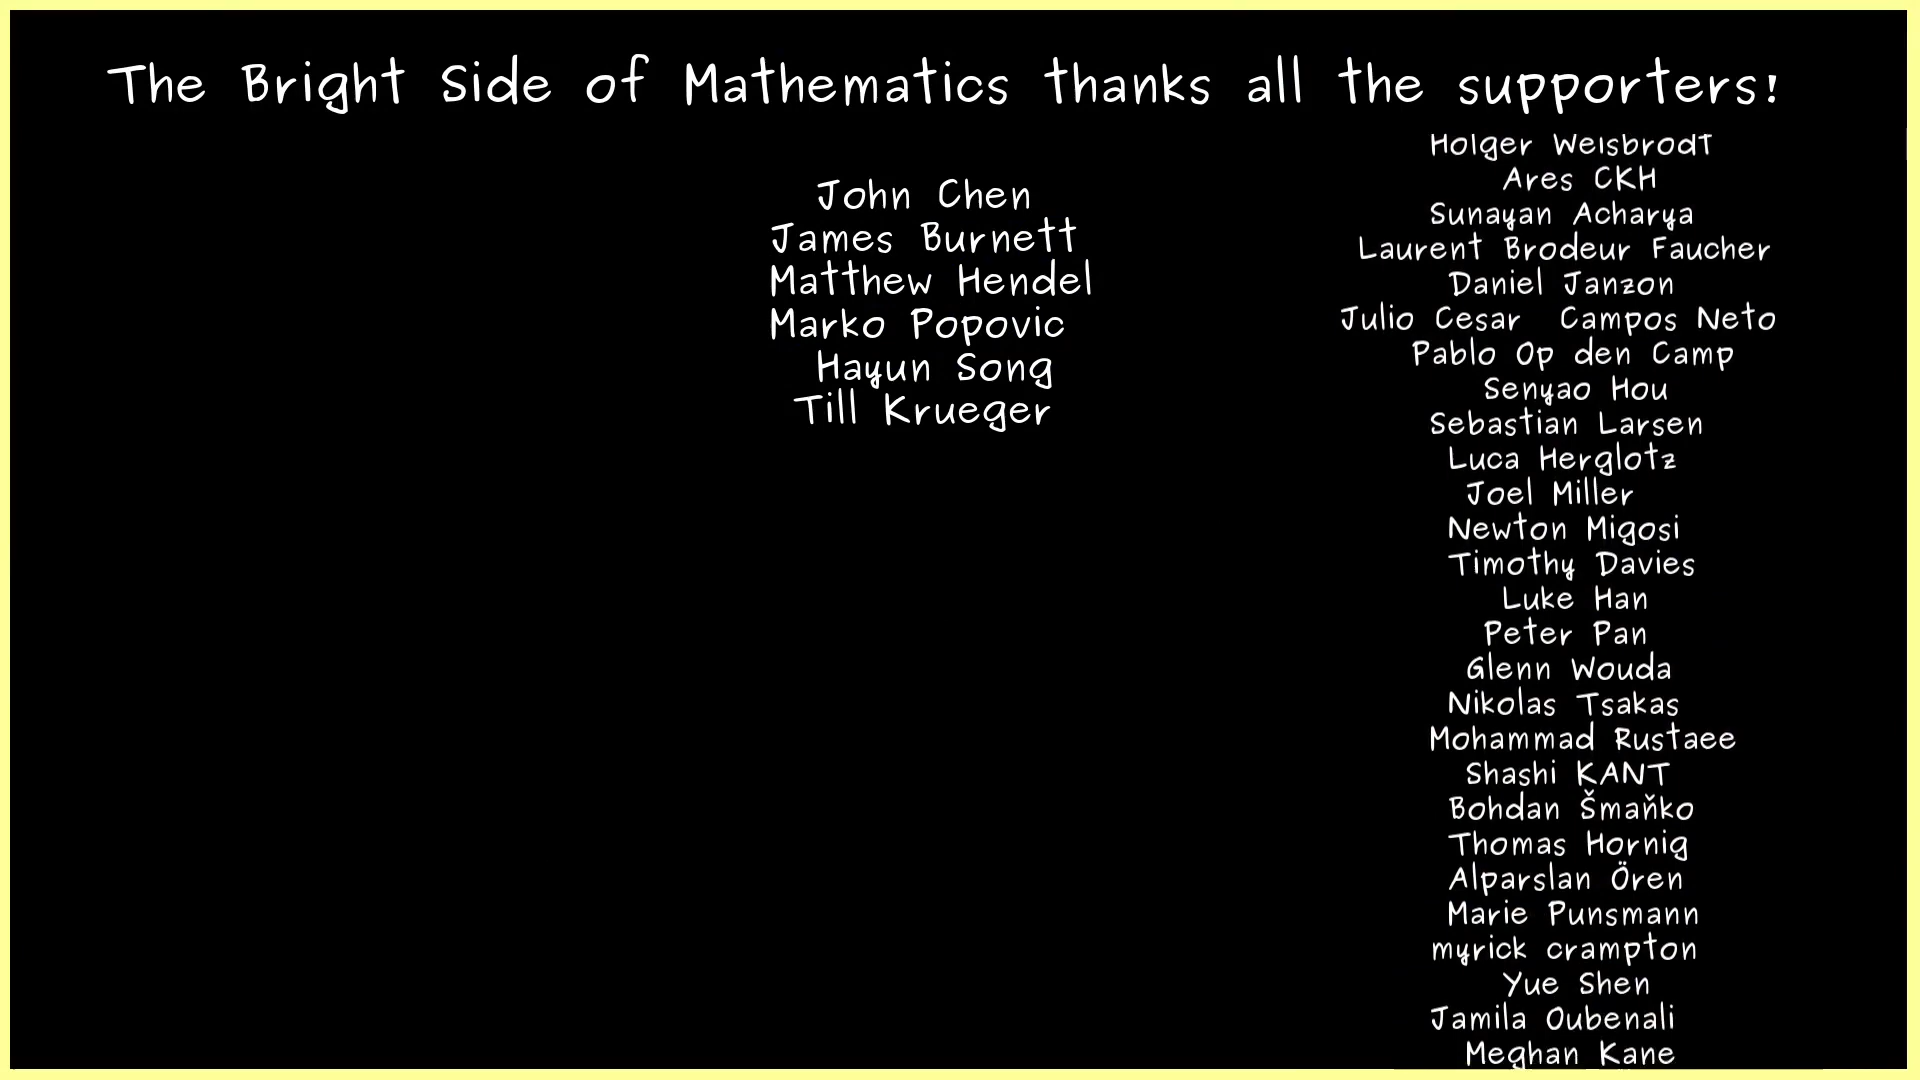 The Bright Side of Mathematics thanks all the supporters!
John Chen
James Burnett
Matthew Hendel
Marko Popovic
Hayun Song
Till Krueger
Holger Weisbrodt
Ares CKH
Sunayan Acharya
Laurent Brodeur Faucher
Daniel Janzon
Julio Cesar  Campos Neto
Pablo Op den Camp
Senyao Hou
Sebastian Larsen
Luca Herglotz
Joel Miller
Newton Migosi
Timothy Davies
Luke Han
Peter Pan
Glenn Wouda
Nikolas Tsakas
Mohammad Rustaee
Shashi KANT
Bohdan Šmaňko
Thomas Hornig
Alparslan Ören
Marie Punsmann
myrick crampton
Yue Shen
Jamila Oubenali
Meghan Kane